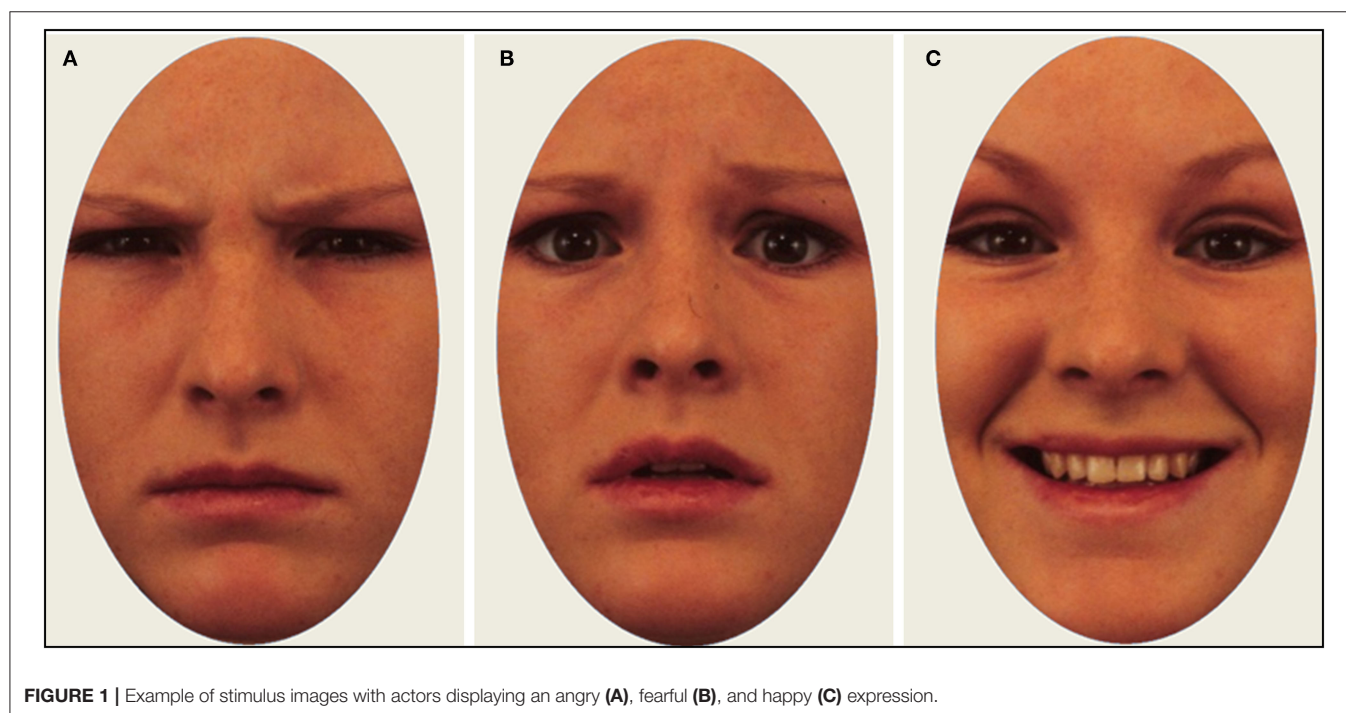 A B C
FIGURE 1 | Example of stimulus images with actors displaying an angry (A), fearful (B), and happy (C) expression.